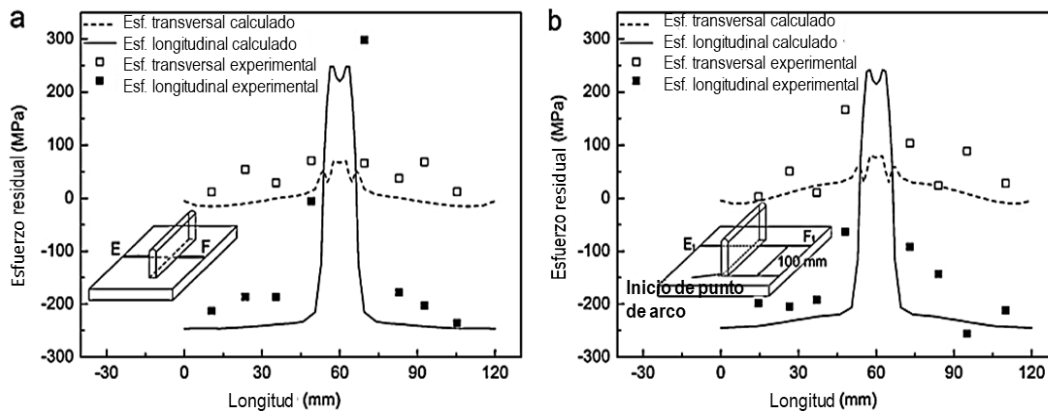 a
Esf. transversal calculado
Esf. longitudinal calculado
Esf. transversal experimental
Esf. longitudinal experimental
Esfuerzo residual (MPa)
300
200
100
0
-100
-200
-300
E
F
-30
0
30
60
90
120
Longitud (mm)
b
Esf. transversal calculado
Esf. longitudinal calculado
Esf. transversal experimental
Esf. longitudinal experimental
Esfuerzo residual (MPa)
300
200
100
0
-100
-200
-300
E₁
F₁
100 mm
Inicio de punto
de arco
-30
0
30
60
90
120
Longitud (mm)